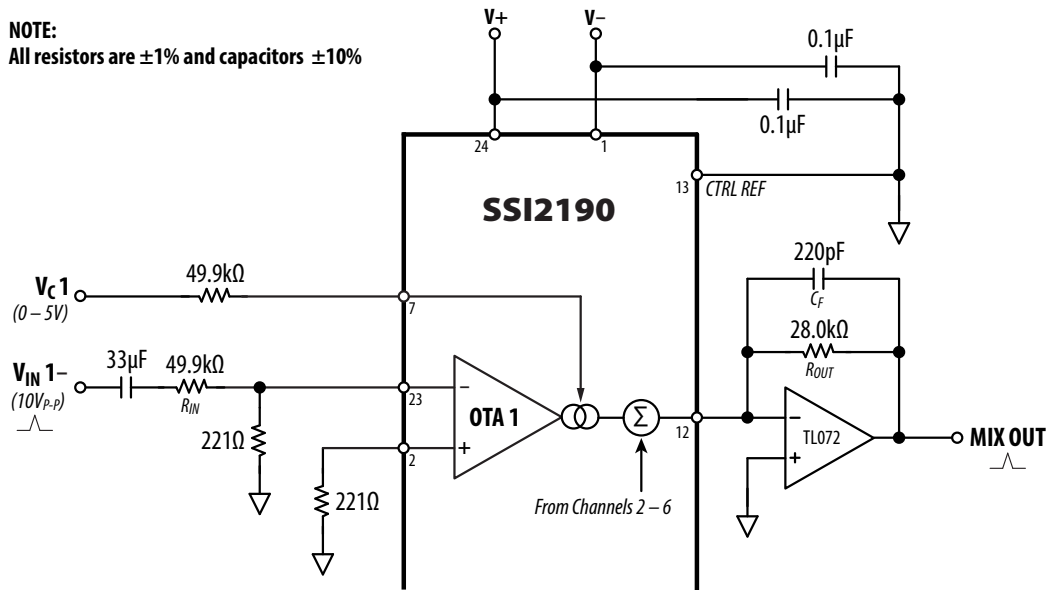 NOTE:
All resistors are ±1% and capacitors ±10%
V+
V–
0.1µF
0.1µF
24
1
SSI2190
13
CTRL REF
VC 1
(0 – 5V)
49.9kΩ
7
220pF
CF
28.0kΩ
ROUT
VIN 1–
(10VP-P)
33µF
49.9kΩ
RIN
23
–
OTA 1
+
2
221Ω
221Ω
Σ
12
From Channels 2 – 6
–
TL072
+
MIX OUT